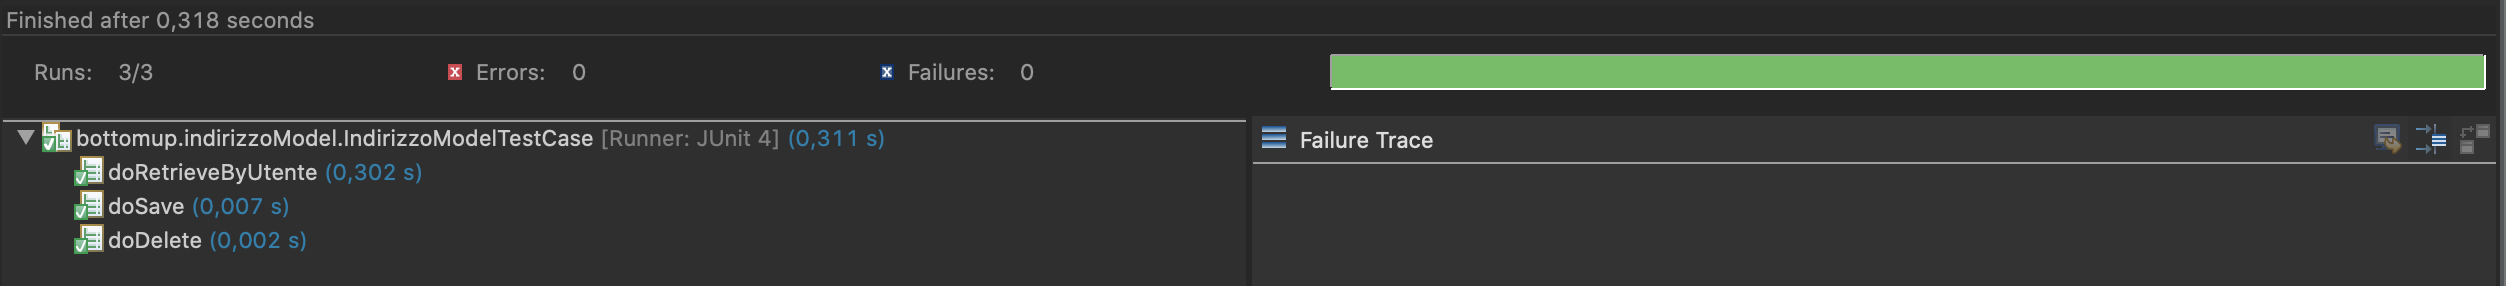 Finished after 0,318 seconds
Runs: 3/3 Errors: 0 Failures: 0
bottomup.indirizzoModel.IndirizzoModelTestCase [Runner: JUnit 4] (0,311 s)
Failure Trace
doRetrieveByUtente (0,302 s)
doSave (0,007 s)
doDelete (0,002 s)